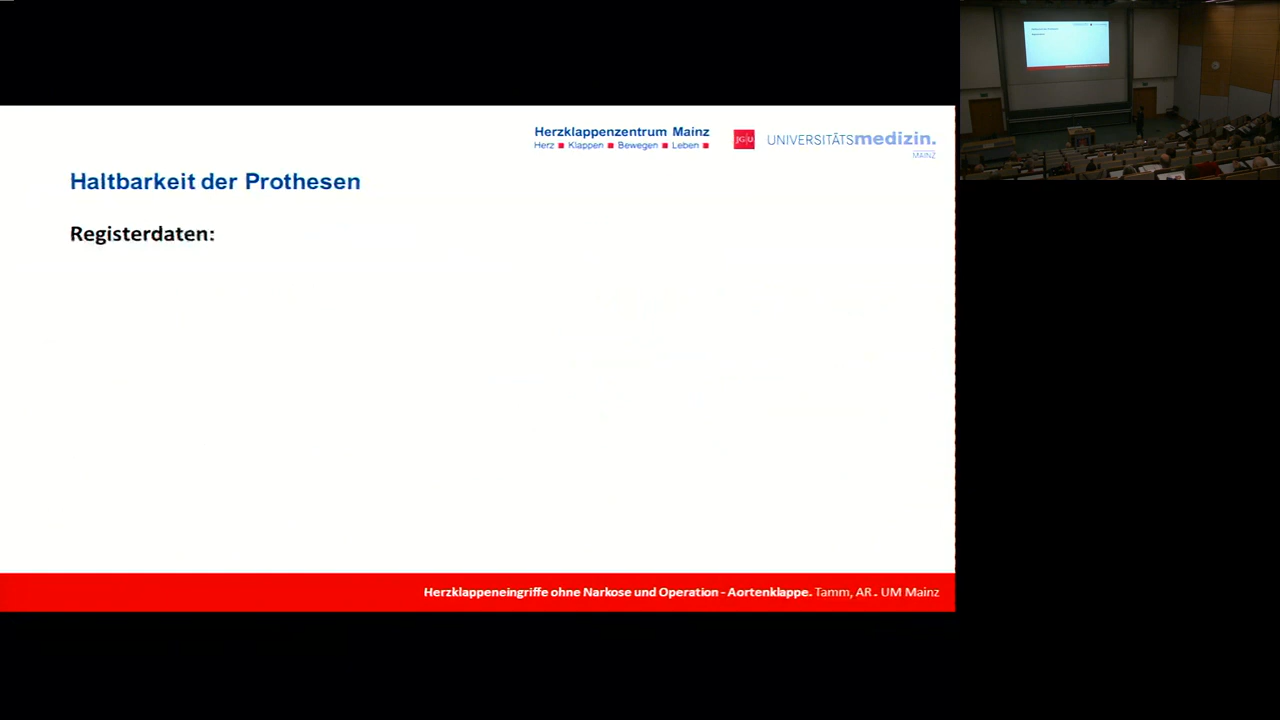 Herzklappenzentrum Mainz
Herz ■ Klappen ■ Bewegen ■ Leben ■
JG|U
UNIVERSITÄTSmedizin.
MAINZ
Haltbarkeit der Prothesen
Registerdaten:
Herzklappeneingriffe ohne Narkose und Operation - Aortenklappe. Tamm, AR . UM Mainz